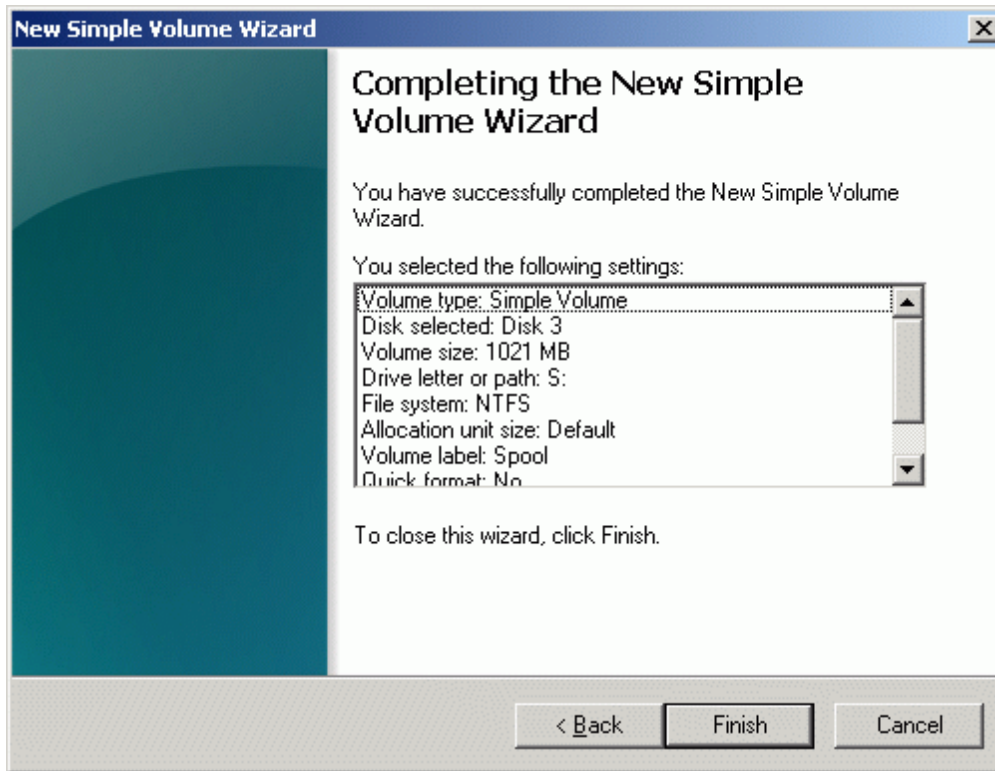 New Simple Volume Wizard
Completing the New Simple
Volume Wizard
You have successfully completed the New Simple Volume
Wizard.
You selected the following settings:
Volume type: Simple Volume
Disk selected: Disk 3
Volume size: 1021 MB
Drive letter or path: S:
File system: NTFS
Allocation unit size: Default
Volume label: Spool
Quick format: No
To close this wizard, click Finish.
< Back
Finish
Cancel